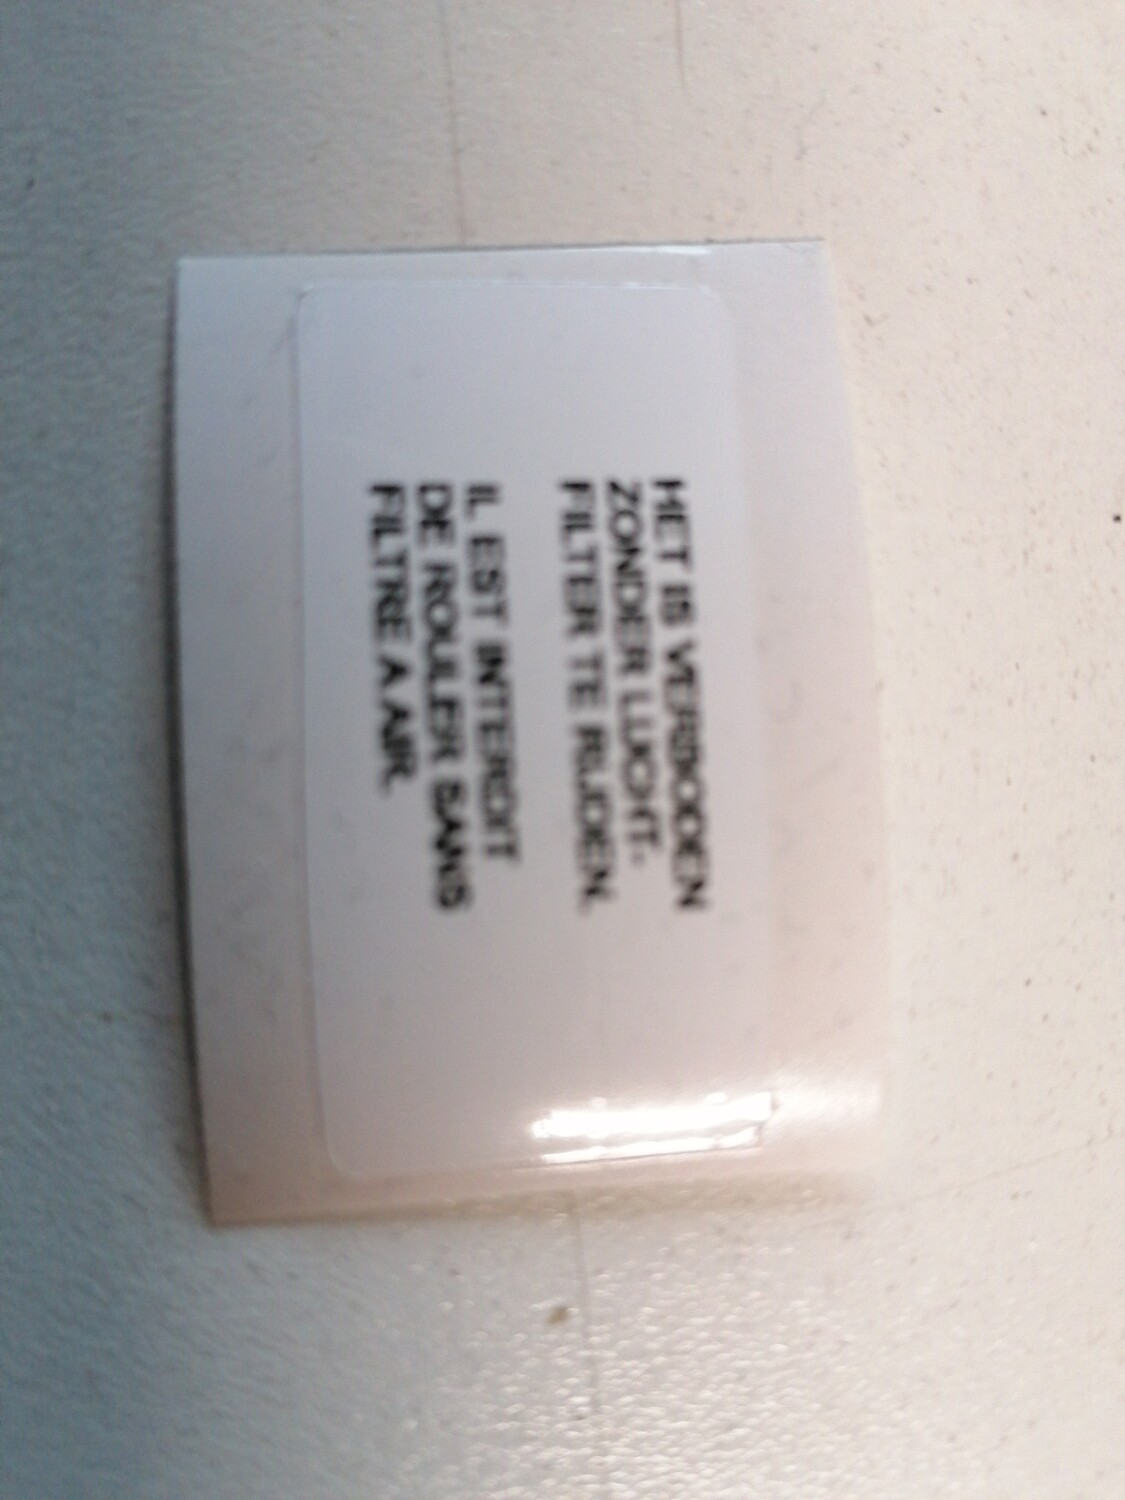 HET IS VERBODEN
ZONDER LUCHT-
FILTER TE RIJDEN.
IL EST INTERDIT
DE ROULER SANS
FILTRE A AIR.